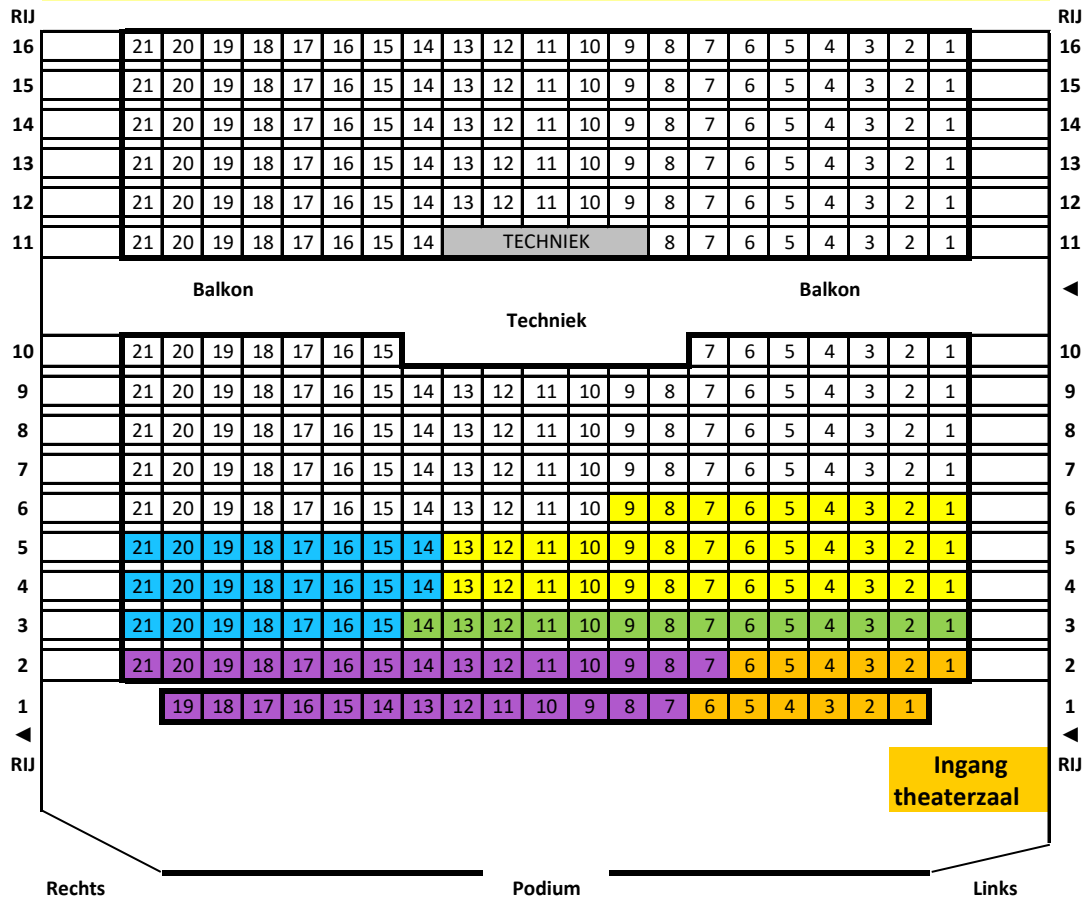 RIJ RIJ
16 21 20 19 18 17 16 15 14 13 12 11 10 9 8 7 6 5 4 3 2 1 16
15 21 20 19 18 17 16 15 14 13 12 11 10 9 8 7 6 5 4 3 2 1 15
14 21 20 19 18 17 16 15 14 13 12 11 10 9 8 7 6 5 4 3 2 1 14
13 21 20 19 18 17 16 15 14 13 12 11 10 9 8 7 6 5 4 3 2 1 13
12 21 20 19 18 17 16 15 14 13 12 11 10 9 8 7 6 5 4 3 2 1 12
11 21 20 19 18 17 16 15 14 TECHNIEK 8 7 6 5 4 3 2 1 11
Balkon Balkon ◄
Techniek
10 21 20 19 18 17 16 15 7 6 5 4 3 2 1 10
9 21 20 19 18 17 16 15 14 13 12 11 10 9 8 7 6 5 4 3 2 1 9
8 21 20 19 18 17 16 15 14 13 12 11 10 9 8 7 6 5 4 3 2 1 8
7 21 20 19 18 17 16 15 14 13 12 11 10 9 8 7 6 5 4 3 2 1 7
6 21 20 19 18 17 16 15 14 13 12 11 10 9 8 7 6 5 4 3 2 1 6
5 21 20 19 18 17 16 15 14 13 12 11 10 9 8 7 6 5 4 3 2 1 5
4 21 20 19 18 17 16 15 14 13 12 11 10 9 8 7 6 5 4 3 2 1 4
3 21 20 19 18 17 16 15 14 13 12 11 10 9 8 7 6 5 4 3 2 1 3
2 21 20 19 18 17 16 15 14 13 12 11 10 9 8 7 6 5 4 3 2 1 2
1 19 18 17 16 15 14 13 12 11 10 9 8 7 6 5 4 3 2 1 1
◄ ◄
RIJ Ingang RIJ
theaterzaal
Rechts Podium Links